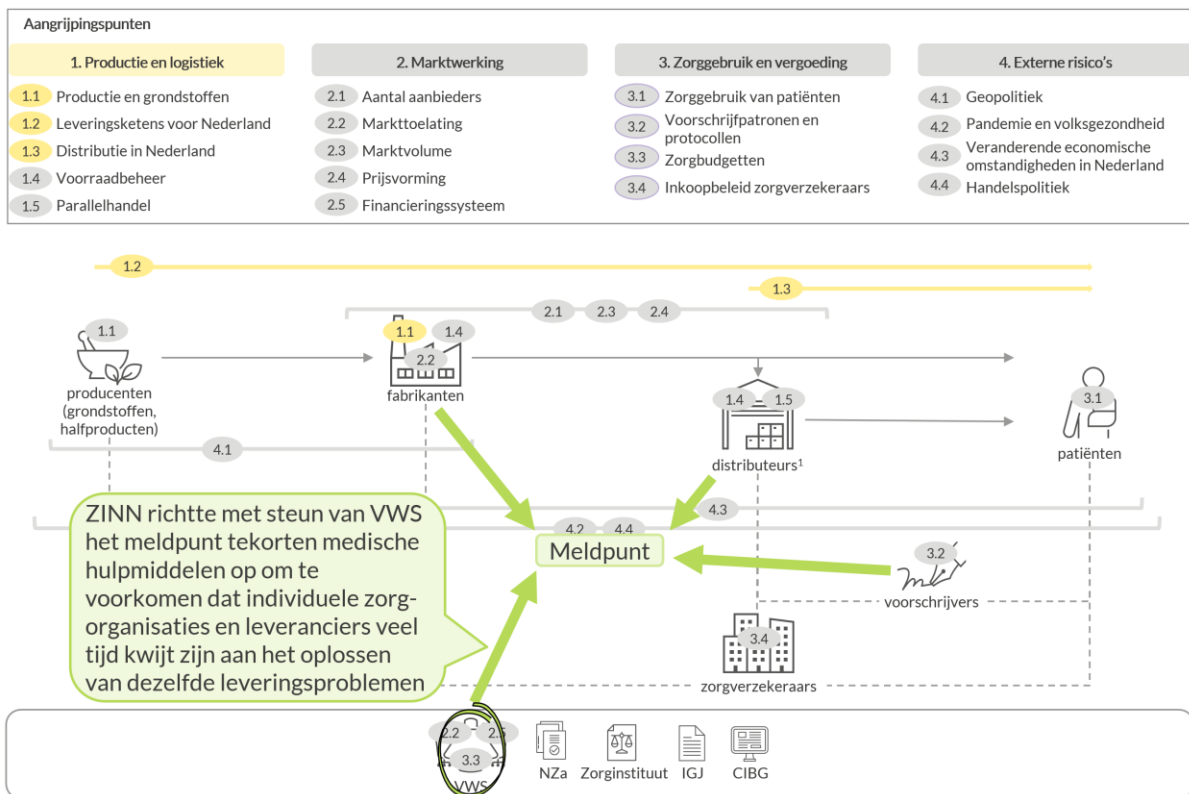 Aangrijpingspunten
1. Productie en logistiek
1.1 Productie en grondstoffen
1.2 Leveringsketens voor Nederland
1.3 Distributie in Nederland
1.4 Voorraadbeheer
1.5 Parallelhandel
2. Marktwerking
2.1 Aantal aanbieders
2.2 Markttoelating
2.3 Marktvolume
2.4 Prijsvorming
2.5 Financieringssysteem
3. Zorggebruik en vergoeding
3.1 Zorggebruik van patiënten
3.2 Voorschrijfpatronen en
protocollen
3.3 Zorgbudgetten
3.4 Inkoopbeleid zorgverzekeraars
4. Externe risico's
4.1 Geopolitiek
4.2 Pandemie en volksgezondheid
4.3 Veranderende economische
omstandigheden in Nederland
4.4 Handelspolitiek
1.2
1.3
2.1 2.3 2.4
1.1
producenten
(grondstoffen,
halfproducten)
1.1 1.4
2.2
fabrikanten
1.4 1.5
distributeurs¹
3.1
patiënten
4.1
4.3
4.2 4.4
Meldpunt
ZINN richtte met steun van VWS
het meldpunt tekorten medische
hulpmiddelen op om te
voorkomen dat individuele zorg-
organisaties en leveranciers veel
tijd kwijt zijn aan het oplossen
van dezelfde leveringsproblemen
3.2
voorschrijvers
3.4
zorgverzekeraars
2.2 2.5
3.3
VWS
NZa
Zorginstituut
IGJ
CIBG